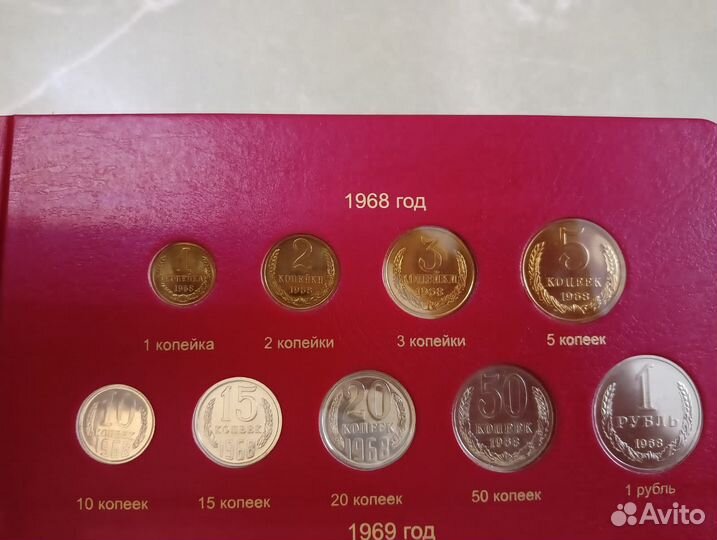 1968 год
1
КОПЕЙКА
1968
2
КОПЕЙКИ
1968
3
КОПЕЙКИ
1968
5
КОПЕЕК
1968
1 копейка
2 копейки
3 копейки
5 копеек
10
КОПЕЕК
1968
15
КОПЕЕК
1968
20
КОПЕЕК
1968
50
КОПЕЕК
1968
1
РУБЛЬ
1968
10 копеек
15 копеек
20 копеек
50 копеек
1 рубль
1969 год
Avito